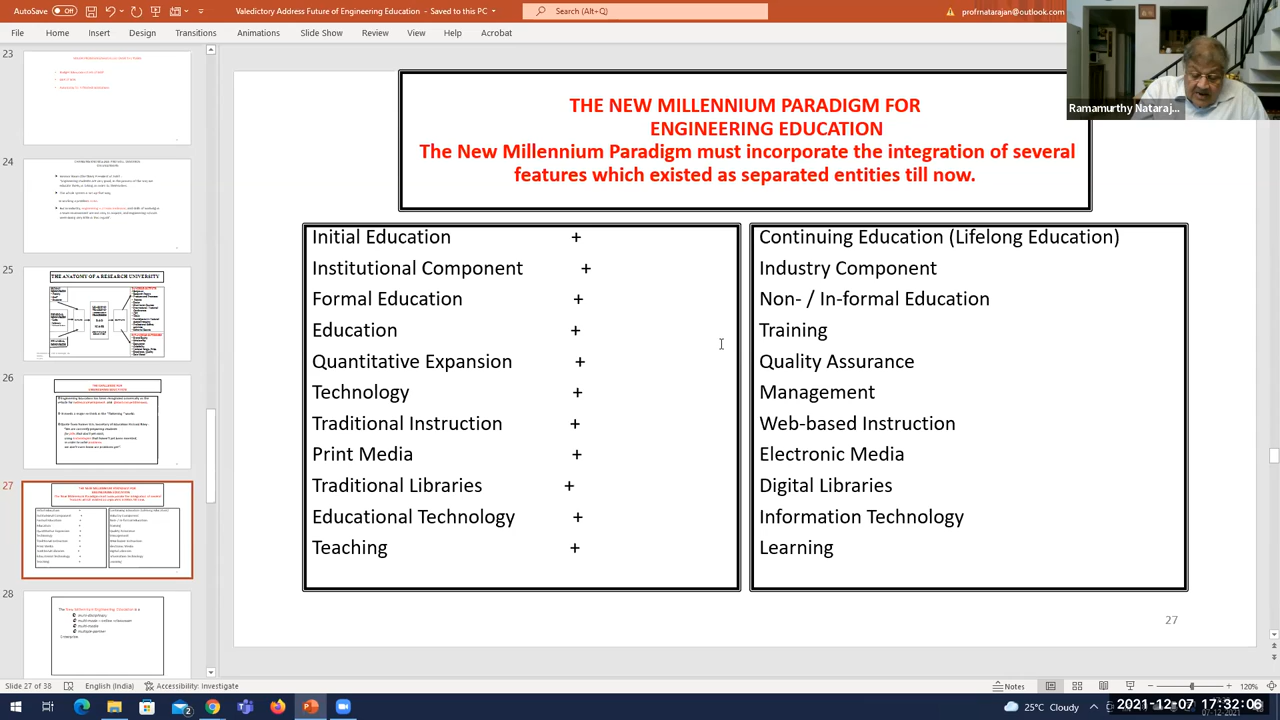 AutoSave Off
Valedictory Address Future of Engineering Education - Saved to this PC
Search (Alt+Q)
profrnatarajan@outlook.com
File Home Insert Design Transitions Animations Slide Show Review View Help Acrobat
Ramamurthy Nataraj...
23
24
25
THE ANATOMY OF A RESEARCH UNIVERSITY
26
27
28
THE NEW MILLENNIUM PARADIGM FOR
ENGINEERING EDUCATION
The New Millennium Paradigm must incorporate the integration of several
features which existed as separated entities till now.
Initial Education + Continuing Education (Lifelong Education)
Institutional Component + Industry Component
Formal Education + Non- / In-formal Education
Education + Training
Quantitative Expansion + Quality Assurance
Technology + Management
Traditional Instruction + Web-based Instruction
Print Media + Electronic Media
Traditional Libraries + Digital Libraries
Educational Technology + Information Technology
Teaching + Learning
27
Slide 27 of 38 English (India) Accessibility: Investigate
Notes
120%
25°C Cloudy
2021-12-07 17:32:06